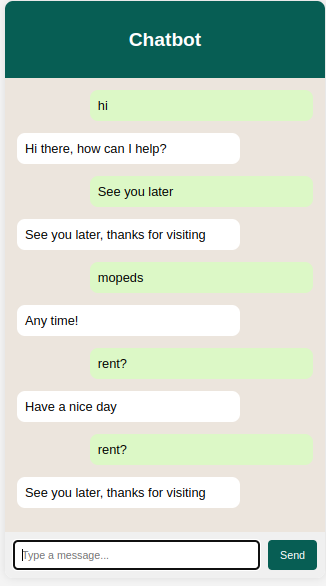 Chatbot
hi
Hi there, how can I help?
See you later
See you later, thanks for visiting
mopeds
Any time!
rent?
Have a nice day
rent?
See you later, thanks for visiting
Type a message...
Send